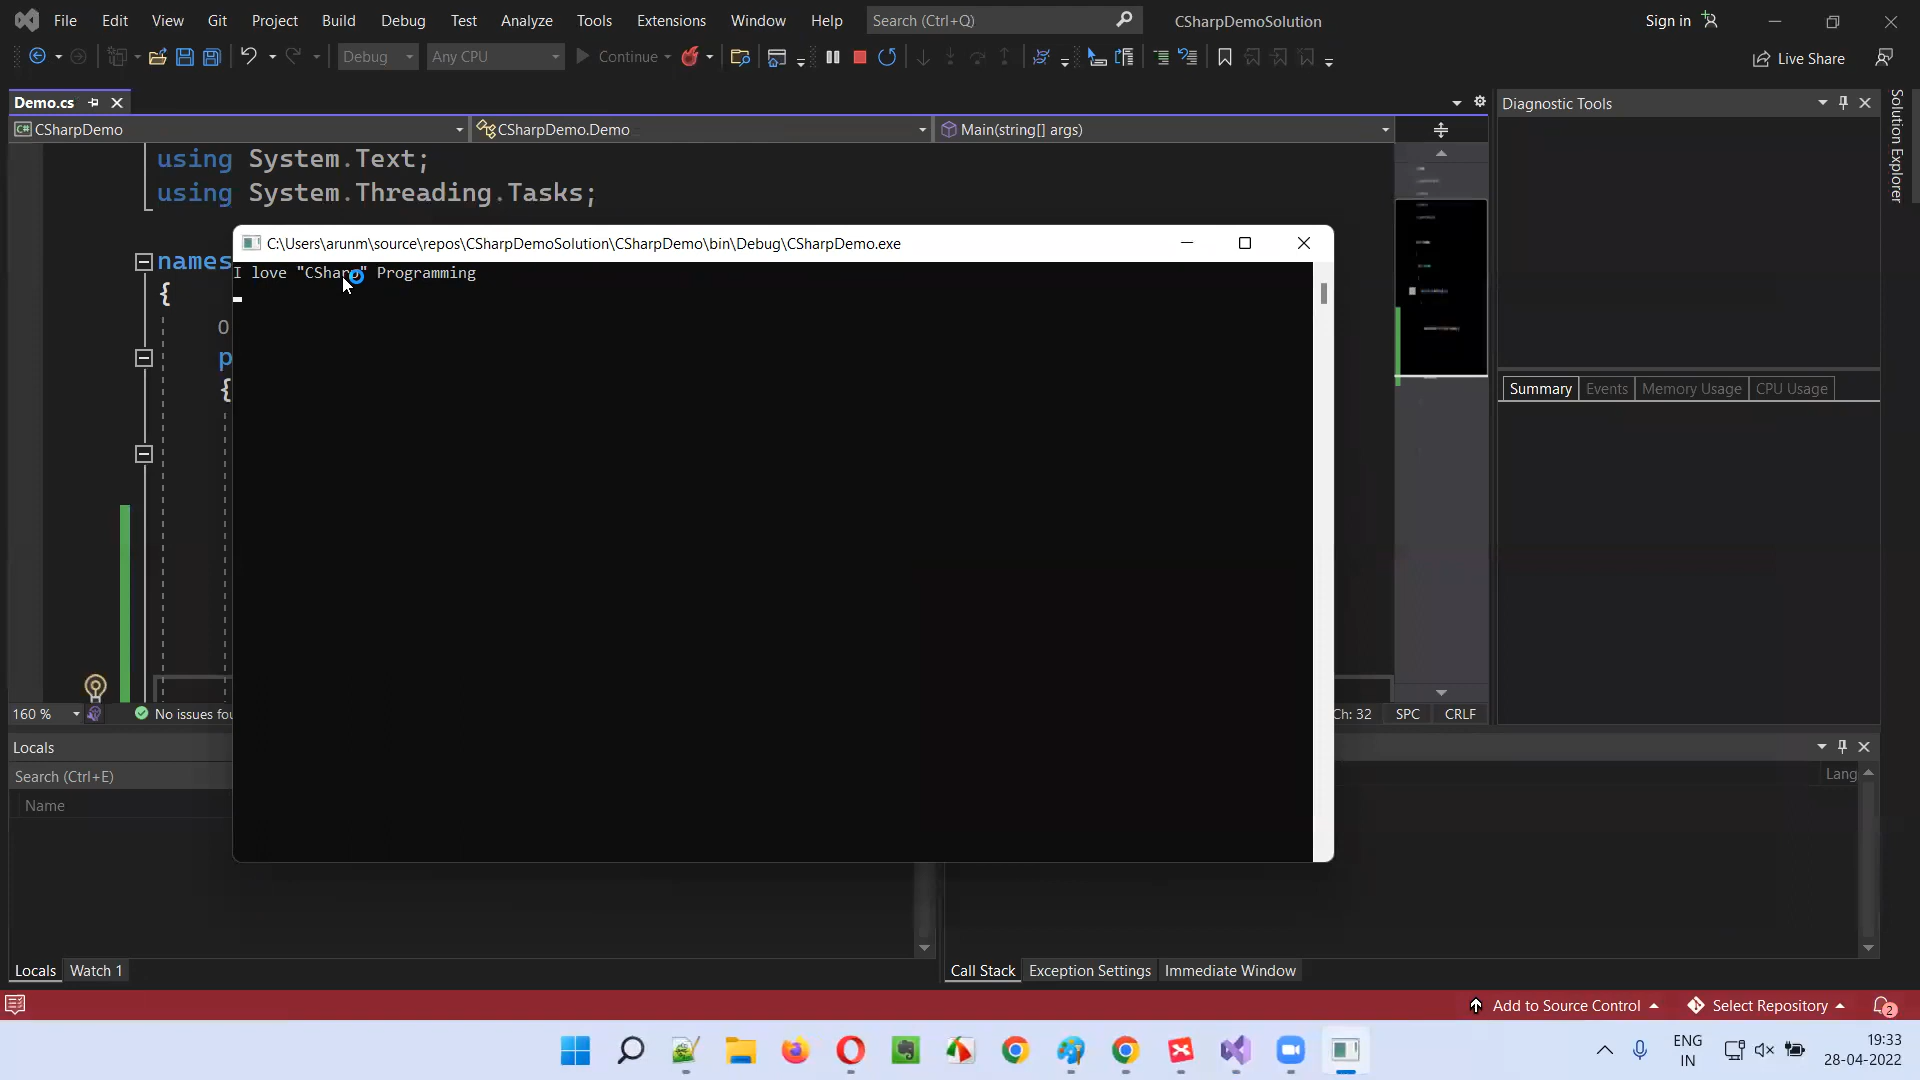 File Edit View Git Project Build Debug Test Analyze Tools Extensions Window Help Search (Ctrl+Q) CSharpDemoSolution Sign in
Debug Any CPU Continue Live Share
Demo.cs
CSharpDemo CSharpDemo.Demo Main(string[] args)
Diagnostic Tools
Solution Explorer
using System.Text;
using System.Threading.Tasks;
C:\Users\arunm\source\repos\CSharpDemoSolution\CSharpDemo\bin\Debug\CSharpDemo.exe
names
I love "CSharp" Programming
{
0
p
{
Summary Events Memory Usage CPU Usage
160 % No issues fou Ch: 32 SPC CRLF
Locals
Search (Ctrl+E) Lang
Name
Locals Watch 1 Call Stack Exception Settings Immediate Window
Add to Source Control Select Repository 2
ENG
IN
19:33
28-04-2022